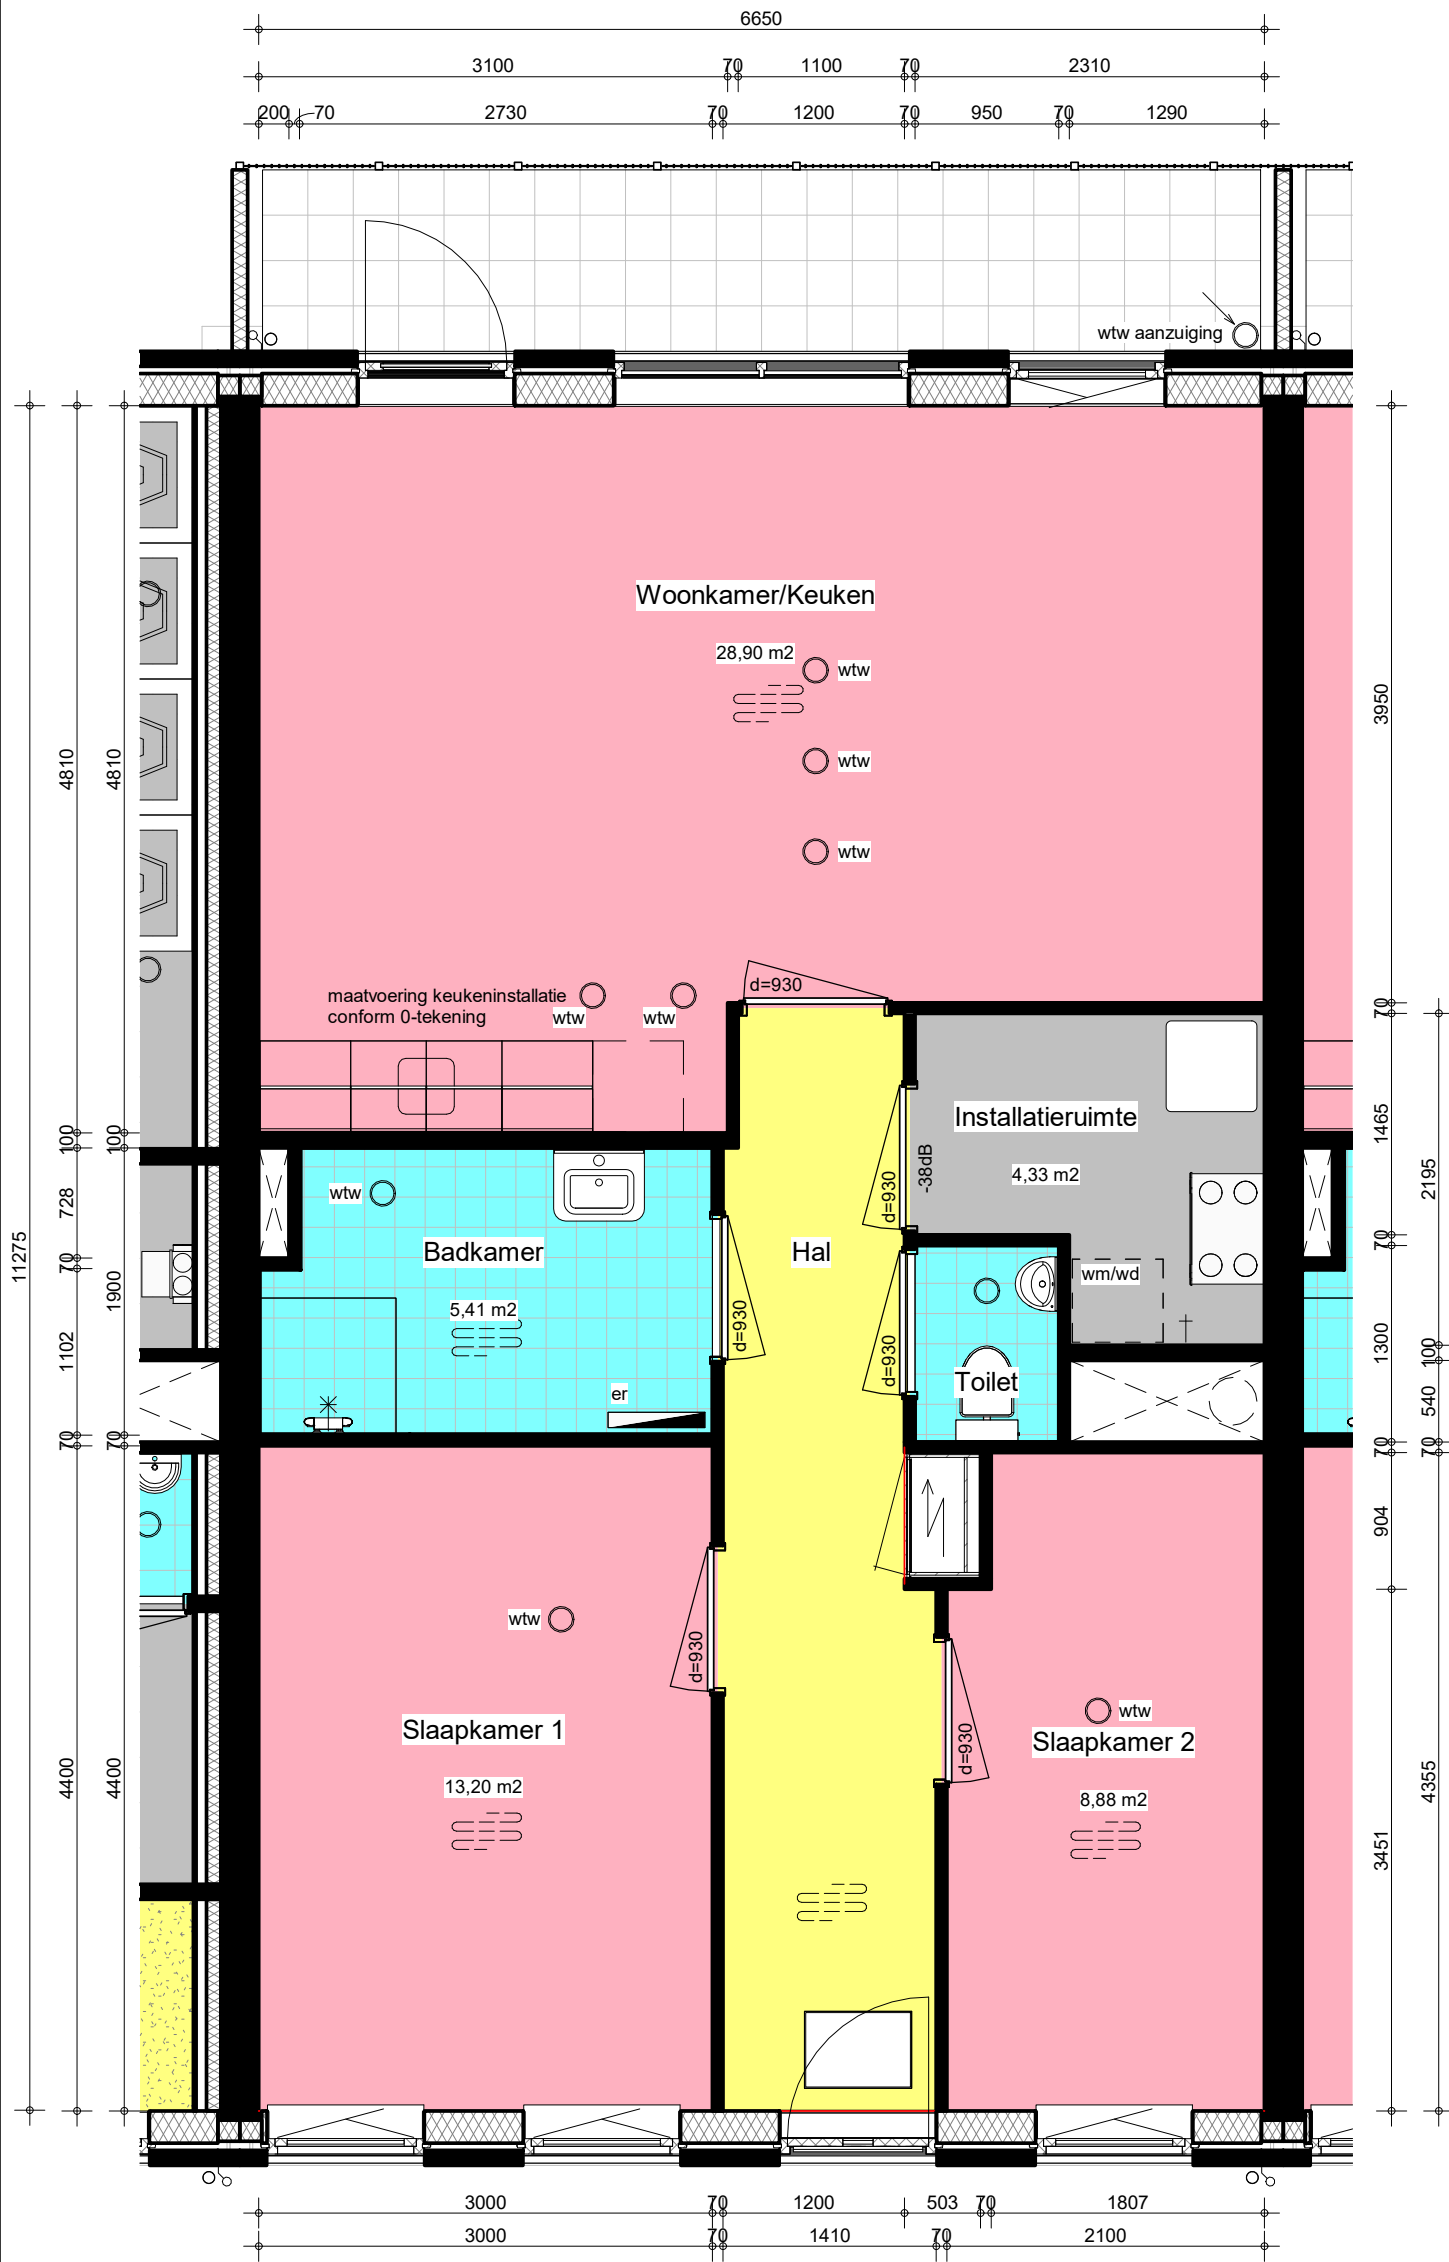 6650
3100 70 1100 70 2310
200 70 2730 70 1200 70 950 70 1290
wtw aanzuiging
Woonkamer/Keuken
28,90 m2
wtw
wtw
wtw
maatvoering keukeninstallatie
conform 0-tekening
wtw
wtw
d=930
Installatieruimte
4,33 m2
-38dB
d=930
wm/wd
wtw
Badkamer
5,41 m2
er
d=930
Hal
d=930
Toilet
wtw
d=930
Slaapkamer 1
13,20 m2
wtw
Slaapkamer 2
8,88 m2
d=930
11275
4810 100 728 70 1102 70 4400
4810 100 1900 70 4400
3950 70 1465 70 1300 70 904 3451
2195 100 540 70 4355
3000 70 1200 503 70 1807
3000 70 1410 70 2100